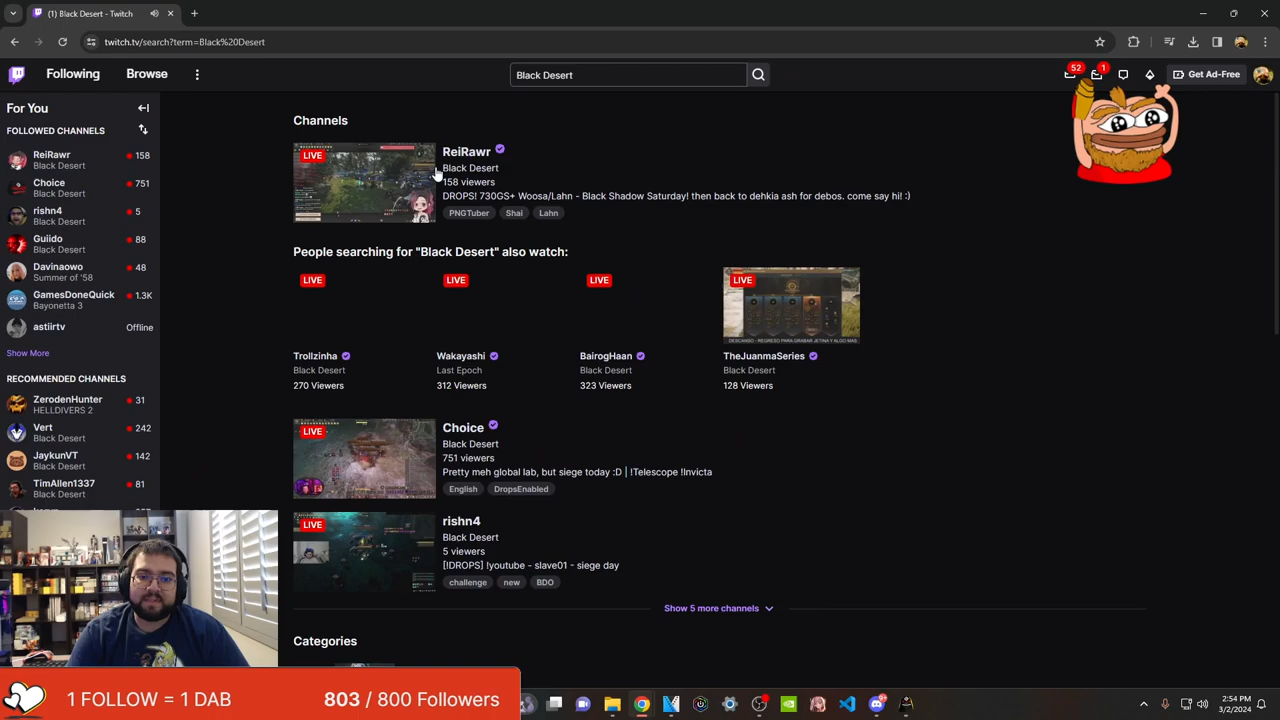 (1) Black Desert - Twitch
twitch.tv/search?term=Black%20Desert
Following
Browse
Black Desert
52
1
Get Ad-Free
For You
FOLLOWED CHANNELS
ReiRawr
Black Desert
158
Choice
Black Desert
751
rishn4
Black Desert
5
Guiido
Black Desert
88
Davinaowo
Summer of '58
48
GamesDoneQuick
Bayonetta 3
1.3K
astiirtv
Offline
Show More
RECOMMENDED CHANNELS
ZerodenHunter
HELLDIVERS 2
31
Vert
Black Desert
242
JaykunVT
Black Desert
142
TimAllen1337
Black Desert
81
Channels
LIVE
ReiRawr
Black Desert
158 viewers
DROPS! 730GS+ Woosa/Lahn - Black Shadow Saturday! then back to dehkia ash for debos. come say hi! :)
PNGTuber
Shai
Lahn
People searching for "Black Desert" also watch:
LIVE
Trollzinha
Black Desert
270 Viewers
LIVE
Wakayashi
Last Epoch
312 Viewers
LIVE
BairogHaan
Black Desert
323 Viewers
LIVE
DESCANSO - REGRESO PARA GRABAR JETINA Y ALGO MAS
TheJuanmaSeries
Black Desert
128 Viewers
LIVE
Choice
Black Desert
751 viewers
Pretty meh global lab, but siege today :D | !Telescope !Invicta
English
DropsEnabled
LIVE
rishn4
Black Desert
5 viewers
[!DROPS] !youtube - slave01 - siege day
challenge
new
BDO
Show 5 more channels
Categories
1 FOLLOW = 1 DAB
803 / 800 Followers
2:54 PM
3/2/2024